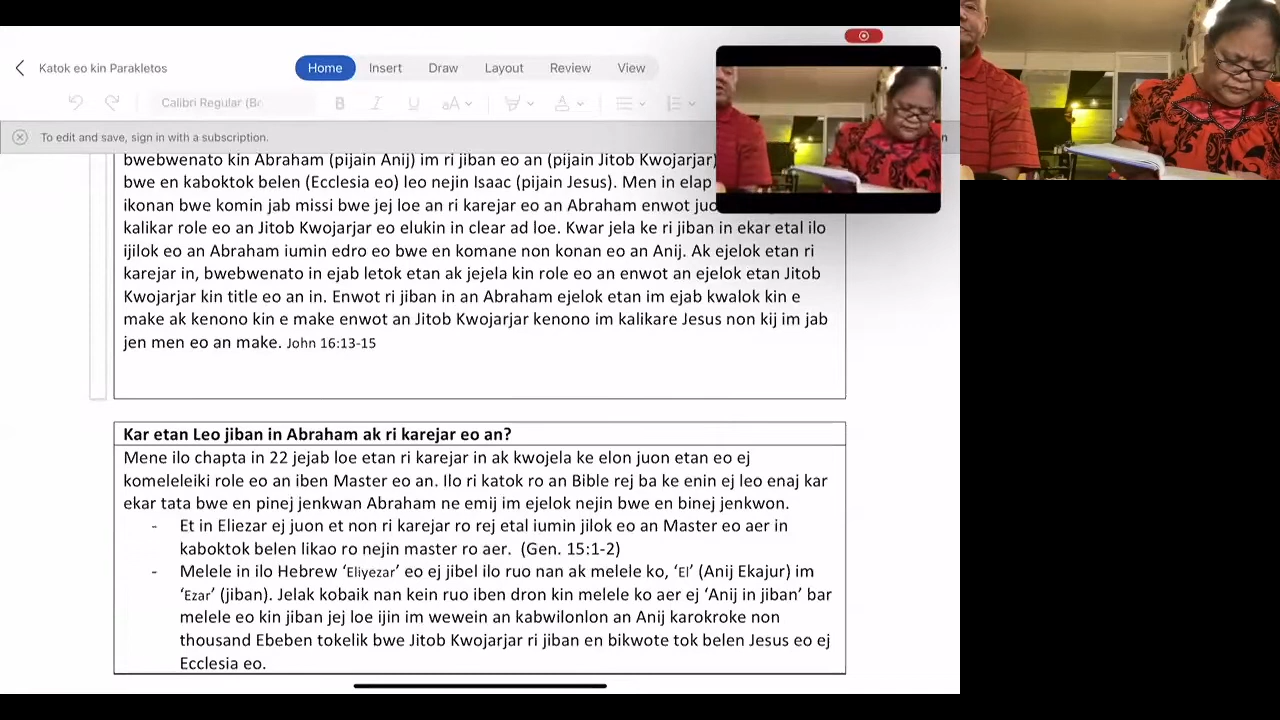 Katok eo kin Parakletos
Home Insert Draw Layout Review View
Calibri Regular (Br
B I U aA A
To edit and save, sign in with a subscription.
bwebwenato kin Abraham (pijain Anij) im ri jiban eo an (pijain Jitob Kwojarjar)
bwe en kaboktok belen (Ecclesia eo) leo nejin Isaac (pijain Jesus). Men in elap
ikonan bwe komin jab missi bwe jej loe an ri karejar eo an Abraham enwot juo
kalikar role eo an Jitob Kwojarjar eo elukin in clear ad loe. Kwar jela ke ri jiban in ekar etal ilo
ijilok eo an Abraham iumin edro eo bwe en komane non konan eo an Anij. Ak ejelok etan ri
karejar in, bwebwenato in ejab letok etan ak jejela kin role eo an enwot an ejelok etan Jitob
Kwojarjar kin title eo an in. Enwot ri jiban in an Abraham ejelok etan im ejab kwalok kin e
make ak kenono kin e make enwot an Jitob Kwojarjar kenono im kalikare Jesus non kij im jab
jen men eo an make. John 16:13-15
Kar etan Leo jiban in Abraham ak ri karejar eo an?
Mene ilo chapta in 22 jejab loe etan ri karejar in ak kwojela ke elon juon etan eo ej
komeleleiki role eo an iben Master eo an. Ilo ri katok ro an Bible rej ba ke enin ej leo enaj kar
ekar tata bwe en pinej jenkwan Abraham ne emij im ejelok nejin bwe en binej jenkwon.
- Et in Eliezar ej juon et non ri karejar ro rej etal iumin jilok eo an Master eo aer in
kaboktok belen likao ro nejin master ro aer. (Gen. 15:1-2)
- Melele in ilo Hebrew ‘Eliyezar’ eo ej jibel ilo ruo nan ak melele ko, ‘El’ (Anij Ekajur) im
‘Ezar’ (jiban). Jelak kobaik nan kein ruo iben dron kin melele ko aer ej ‘Anij in jiban’ bar
melele eo kin jiban jej loe ijin im wewein an kabwilonlon an Anij karokroke non
thousand Ebeben tokelik bwe Jitob Kwojarjar ri jiban en bikwote tok belen Jesus eo ej
Ecclesia eo.